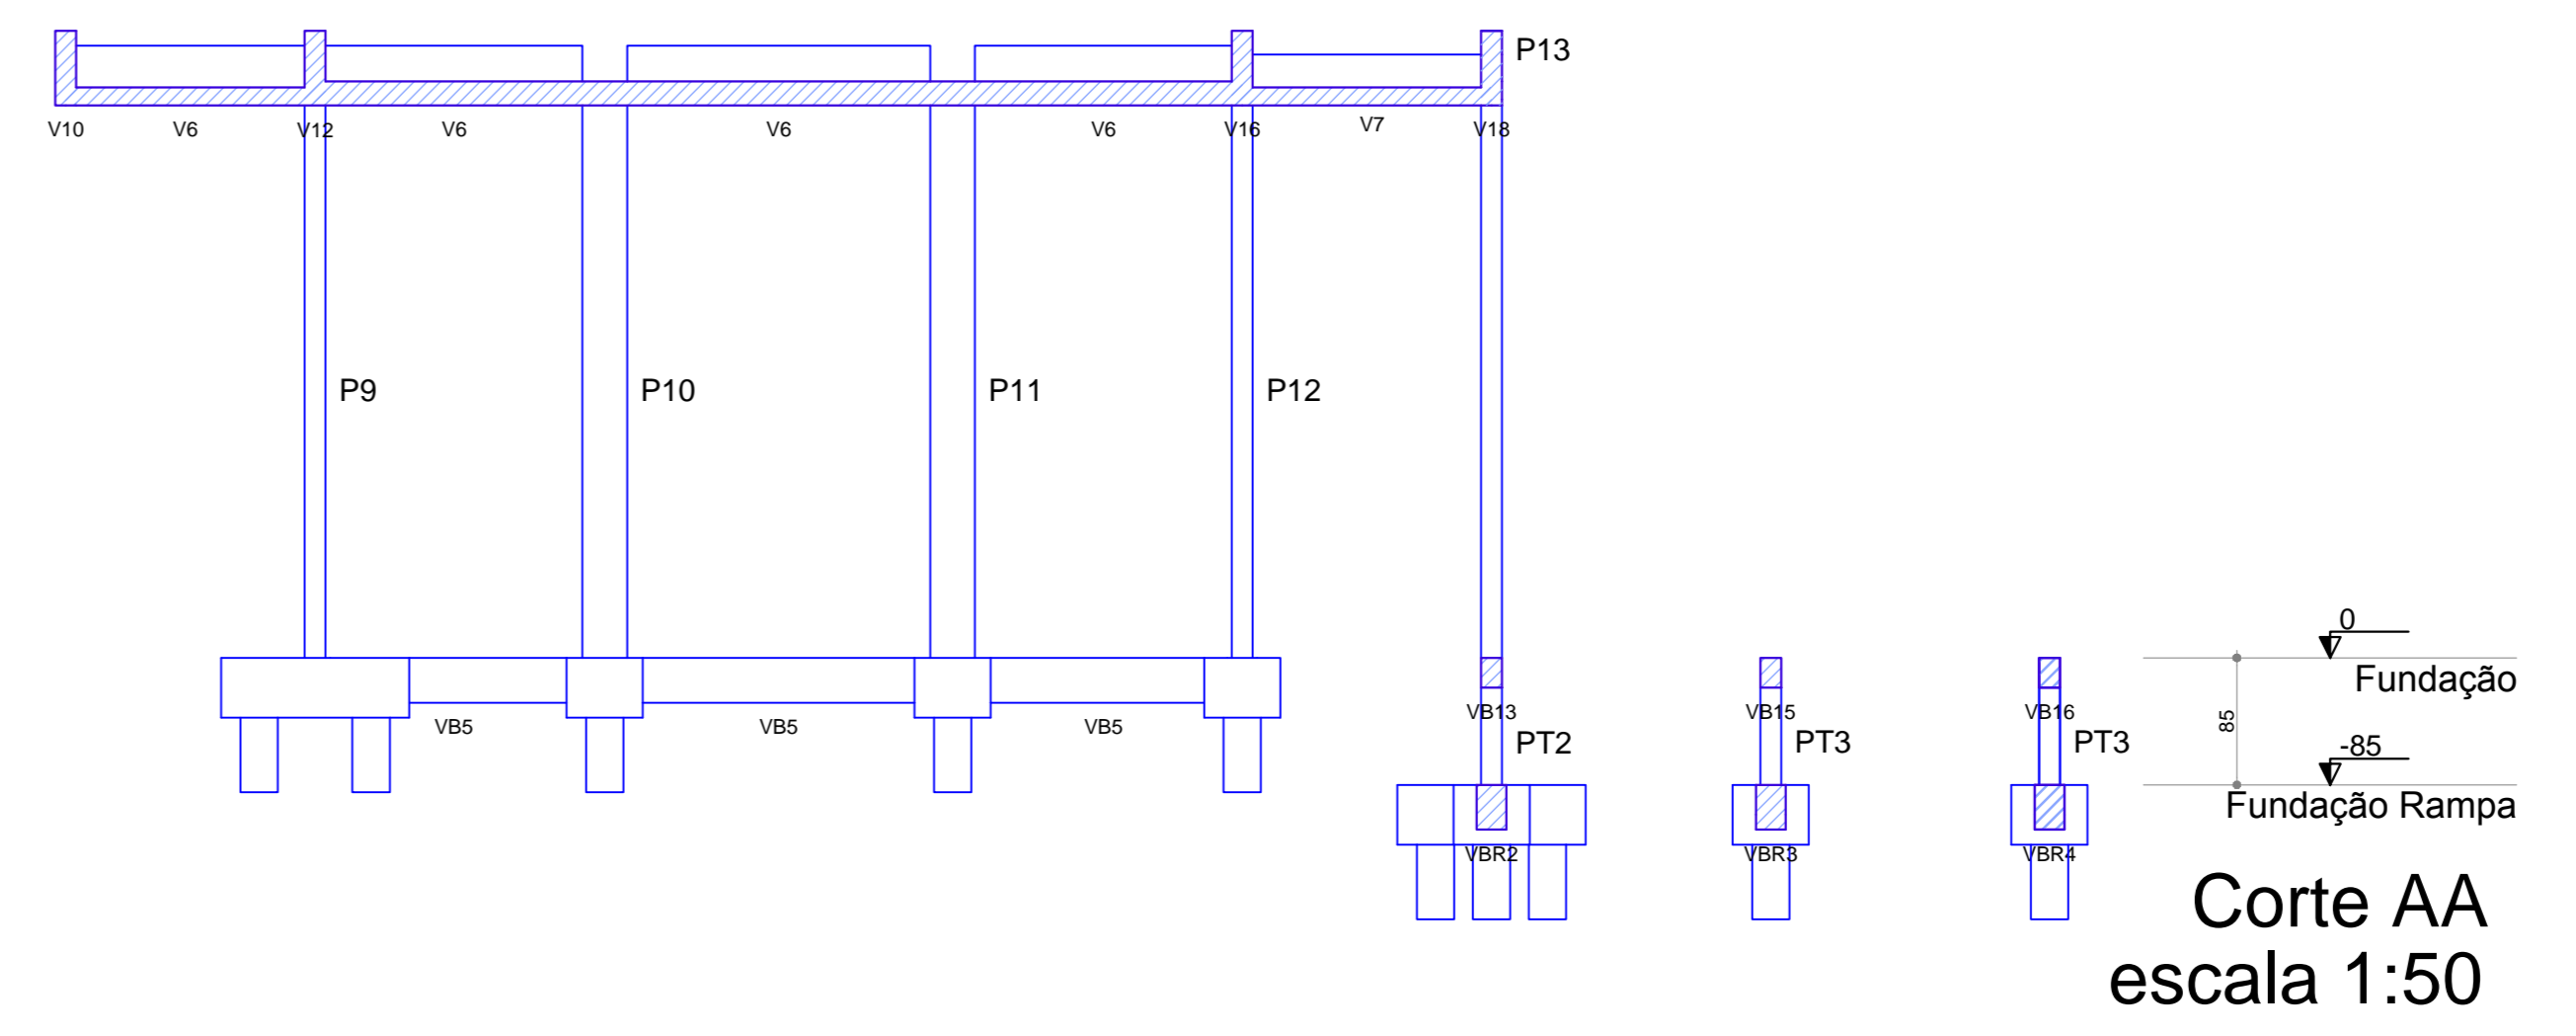 P13
V10
V6
V12
V6
V6
V6
V16
V7
V18
P9
P10
P11
P12
0
Fundação
VB5
VB5
VB5
VB13
VB15
VB16
85
PT2
PT3
PT3
-85
Fundação Rampa
VBR2
VBR3
VBR4
Corte AA
escala 1:50